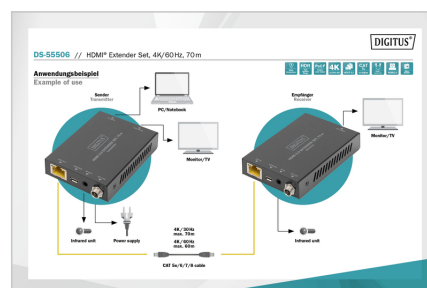 DIGITUS®
DS-55506 // HDMI® Extender Set, 4K/60Hz, 70m
Anwendungsbeispiel
Example of use
Sender
Transmitter
PC/Notebook
Monitor/TV
Infrared unit
Power supply
Empfänger
Receiver
Monitor/TV
Infrared unit
4K/30Hz
max. 70m
4K/60Hz
max. 60m
CAT 5e/6/7/8 cable